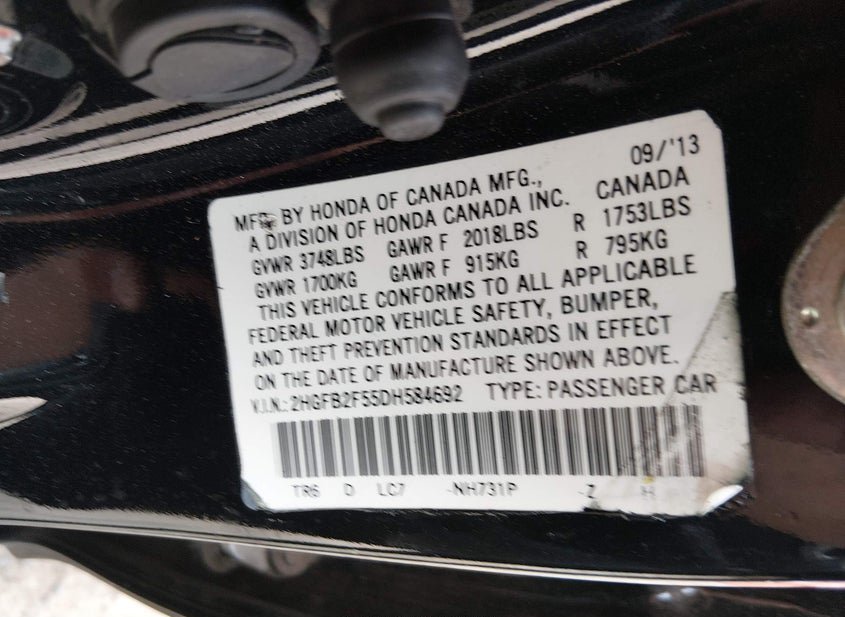 09/'13
MFD. BY HONDA OF CANADA MFG.,
A DIVISION OF HONDA CANADA INC. CANADA
GVWR 3748LBS GAWR F 2018LBS R 1753LBS
GVWR 1700KG GAWR F 915KG R 795KG
THIS VEHICLE CONFORMS TO ALL APPLICABLE
FEDERAL MOTOR VEHICLE SAFETY, BUMPER,
AND THEFT PREVENTION STANDARDS IN EFFECT
ON THE DATE OF MANUFACTURE SHOWN ABOVE.
V.I.N.: 2HGFB2F55DH584692 TYPE: PASSENGER CAR
TR6 D LC7 -NH731P -Z H